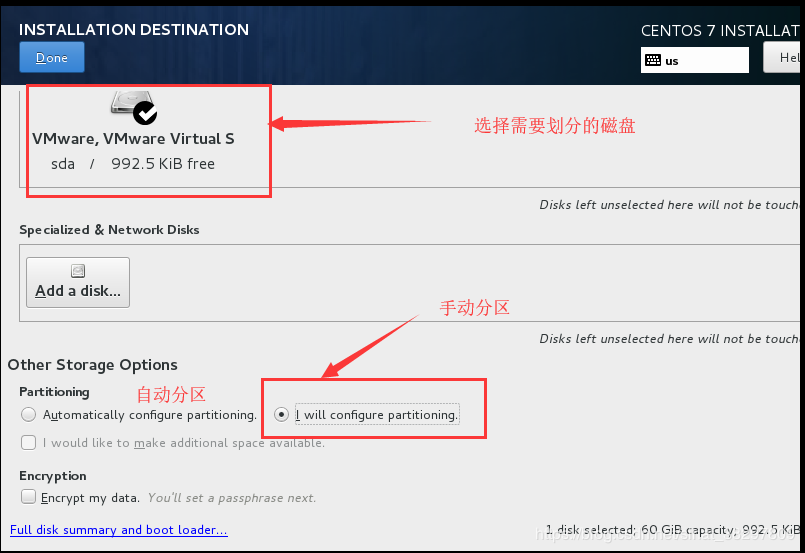 INSTALLATION DESTINATION
CENTOS 7 INSTALLAT
Done
us
Hel
VMware, VMware Virtual S
sda / 992.5 KiB free
选择需要划分的磁盘
Disks left unselected here will not be touche
Specialized & Network Disks
Add a disk...
手动分区
Disks left unselected here will not be touche
Other Storage Options
Partitioning
自动分区
Automatically configure partitioning.
I will configure partitioning.
I would like to make additional space available.
Encryption
Encrypt my data. You'll set a passphrase next.
Full disk summary and boot loader...
1 disk selected; 60 GiB capacity; 992.5 KiB